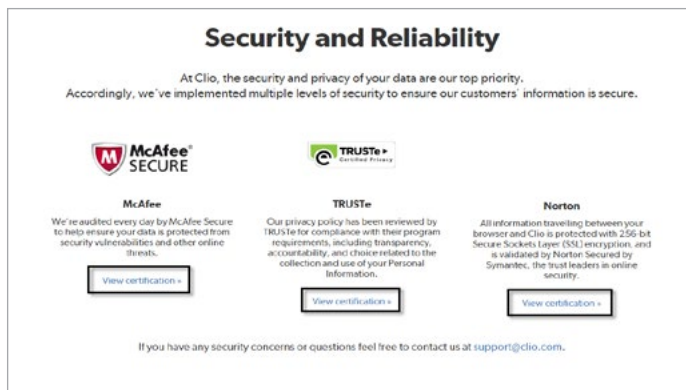 Security and Reliability
At Clio, the security and privacy of your data are our top priority.
Accordingly, we've implemented multiple levels of security to ensure our customers' information is secure.
McAfee®
SECURE
TRUSTe
Certified Privacy
McAfee
We're audited every day by McAfee Secure
to help ensure your data is protected from
security vulnerabilities and other online
threats.
View certification »
TRUSTe
Our privacy policy has been reviewed by
TRUSTe for compliance with their program
requirements, including transparency,
accountability, and choice related to the
collection and use of your Personal
Information.
View certification »
Norton
All information travelling between your
browser and Clio is protected with 256-bit
Secure Sockets Layer (SSL) encryption, and
is validated by Norton Secured by
Symantec, the trust leaders in online
security.
View certification »
If you have any security concerns or questions feel free to contact us at support@clio.com.